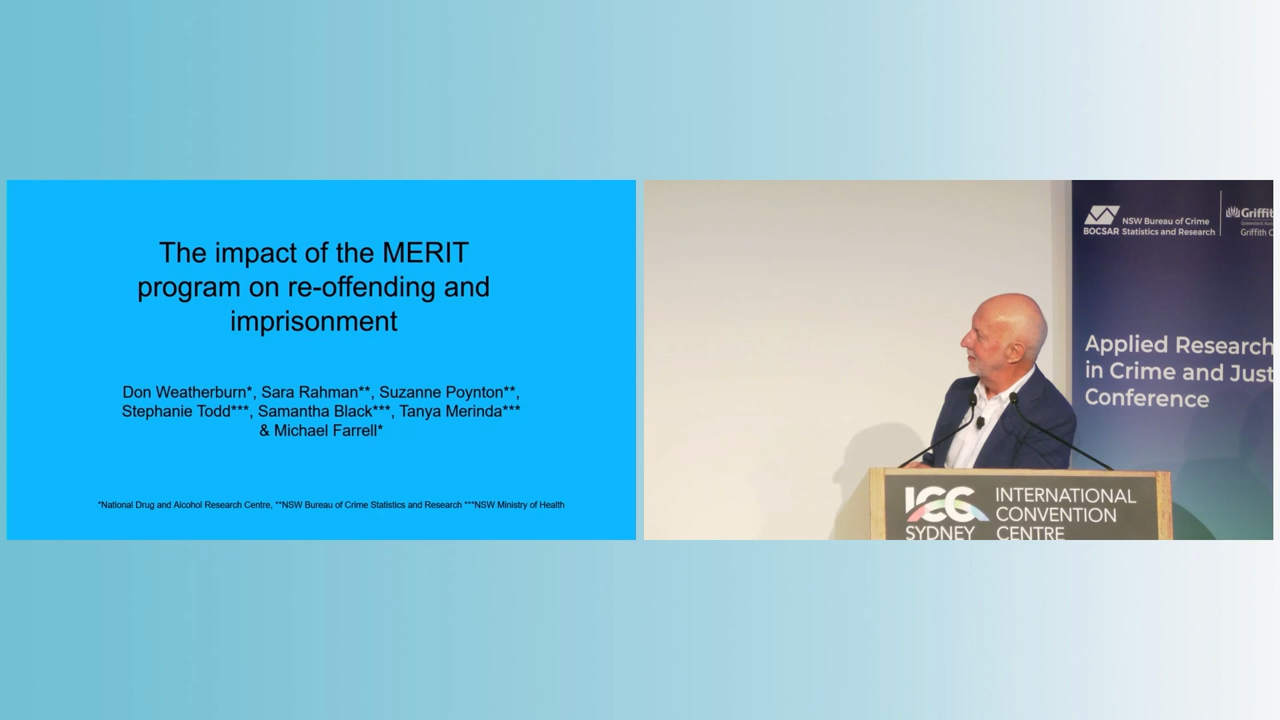 The impact of the MERIT
program on re-offending and
imprisonment
Don Weatherburn*, Sara Rahman**, Suzanne Poynton**,
Stephanie Todd***, Samantha Black***, Tanya Merinda***
& Michael Farrell*
*National Drug and Alcohol Research Centre, **NSW Bureau of Crime Statistics and Research ***NSW Ministry of Health
BOCSAR
NSW Bureau of Crime
Statistics and Research
Griffit
Griffith C
Applied Research
in Crime and Just
Conference
ICC
SYDNEY
INTERNATIONAL
CONVENTION
CENTRE